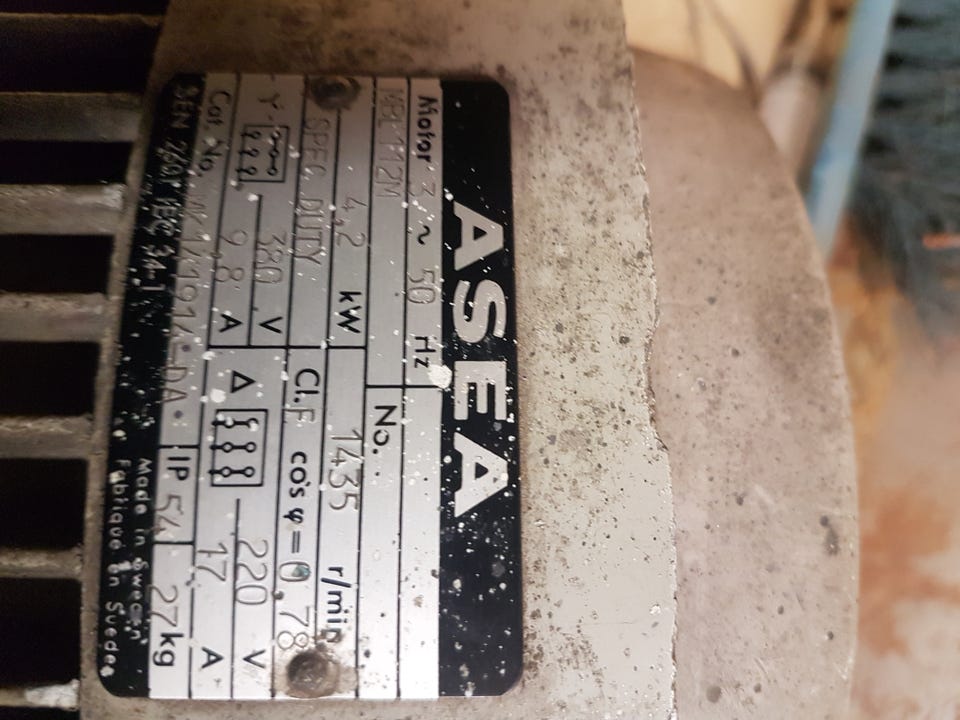 ASEA
Motor 3 ~ 50 Hz
MBL 112M No.
4,2 kW 1435 r/min
SPEC.DUTY Cl. F cos φ = 0 78
Y 380 V Δ 220 V
9.8 A 17 A
Cat. No. IP 54 27 kg
SEN 2601 IEC 34-1 Made in Sweden
Fabriqué en Suède